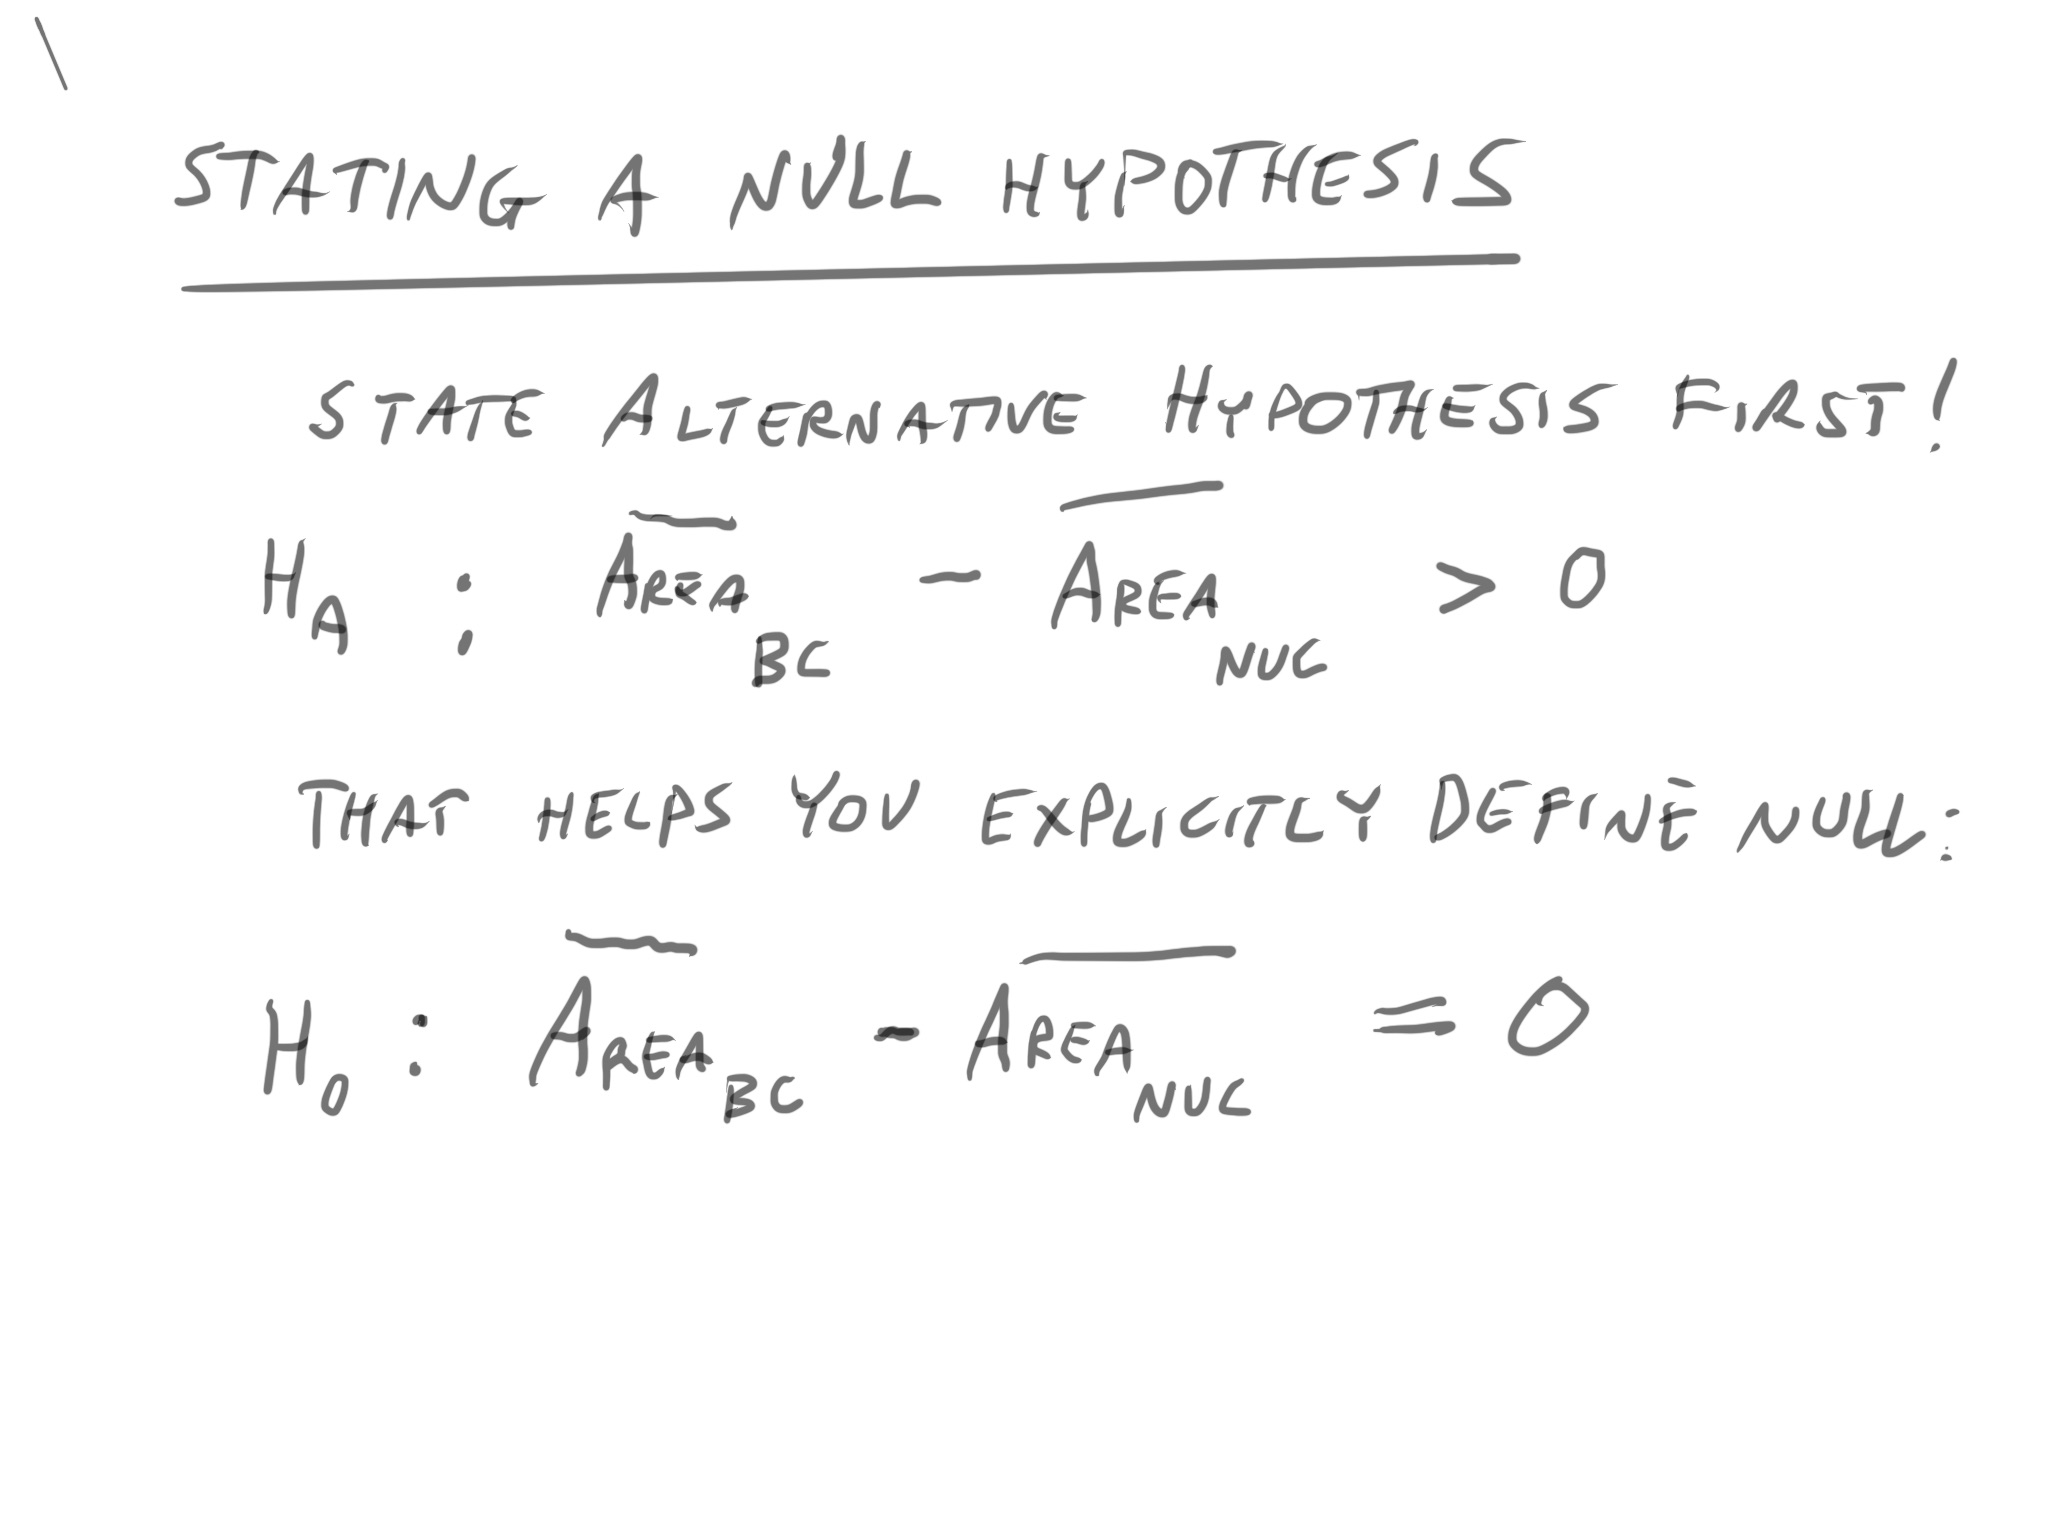 STATING A NULL HYPOTHESIS
STATE ALTERNATIVE HYPOTHESIS FIRST!
H_A : \overline{AREA}_{BC} - \overline{AREA}_{NUC} > 0
THAT HELPS YOU EXPLICITLY DEFINE NULL:
H_0 : \overline{AREA}_{BC} - \overline{AREA}_{NUC} = 0